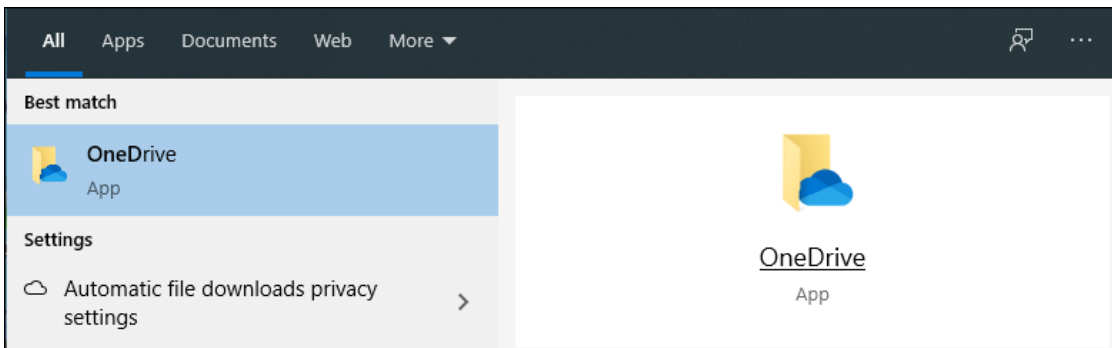 All Apps Documents Web More
Best match
OneDrive
App
Settings
Automatic file downloads privacy
settings
OneDrive
App